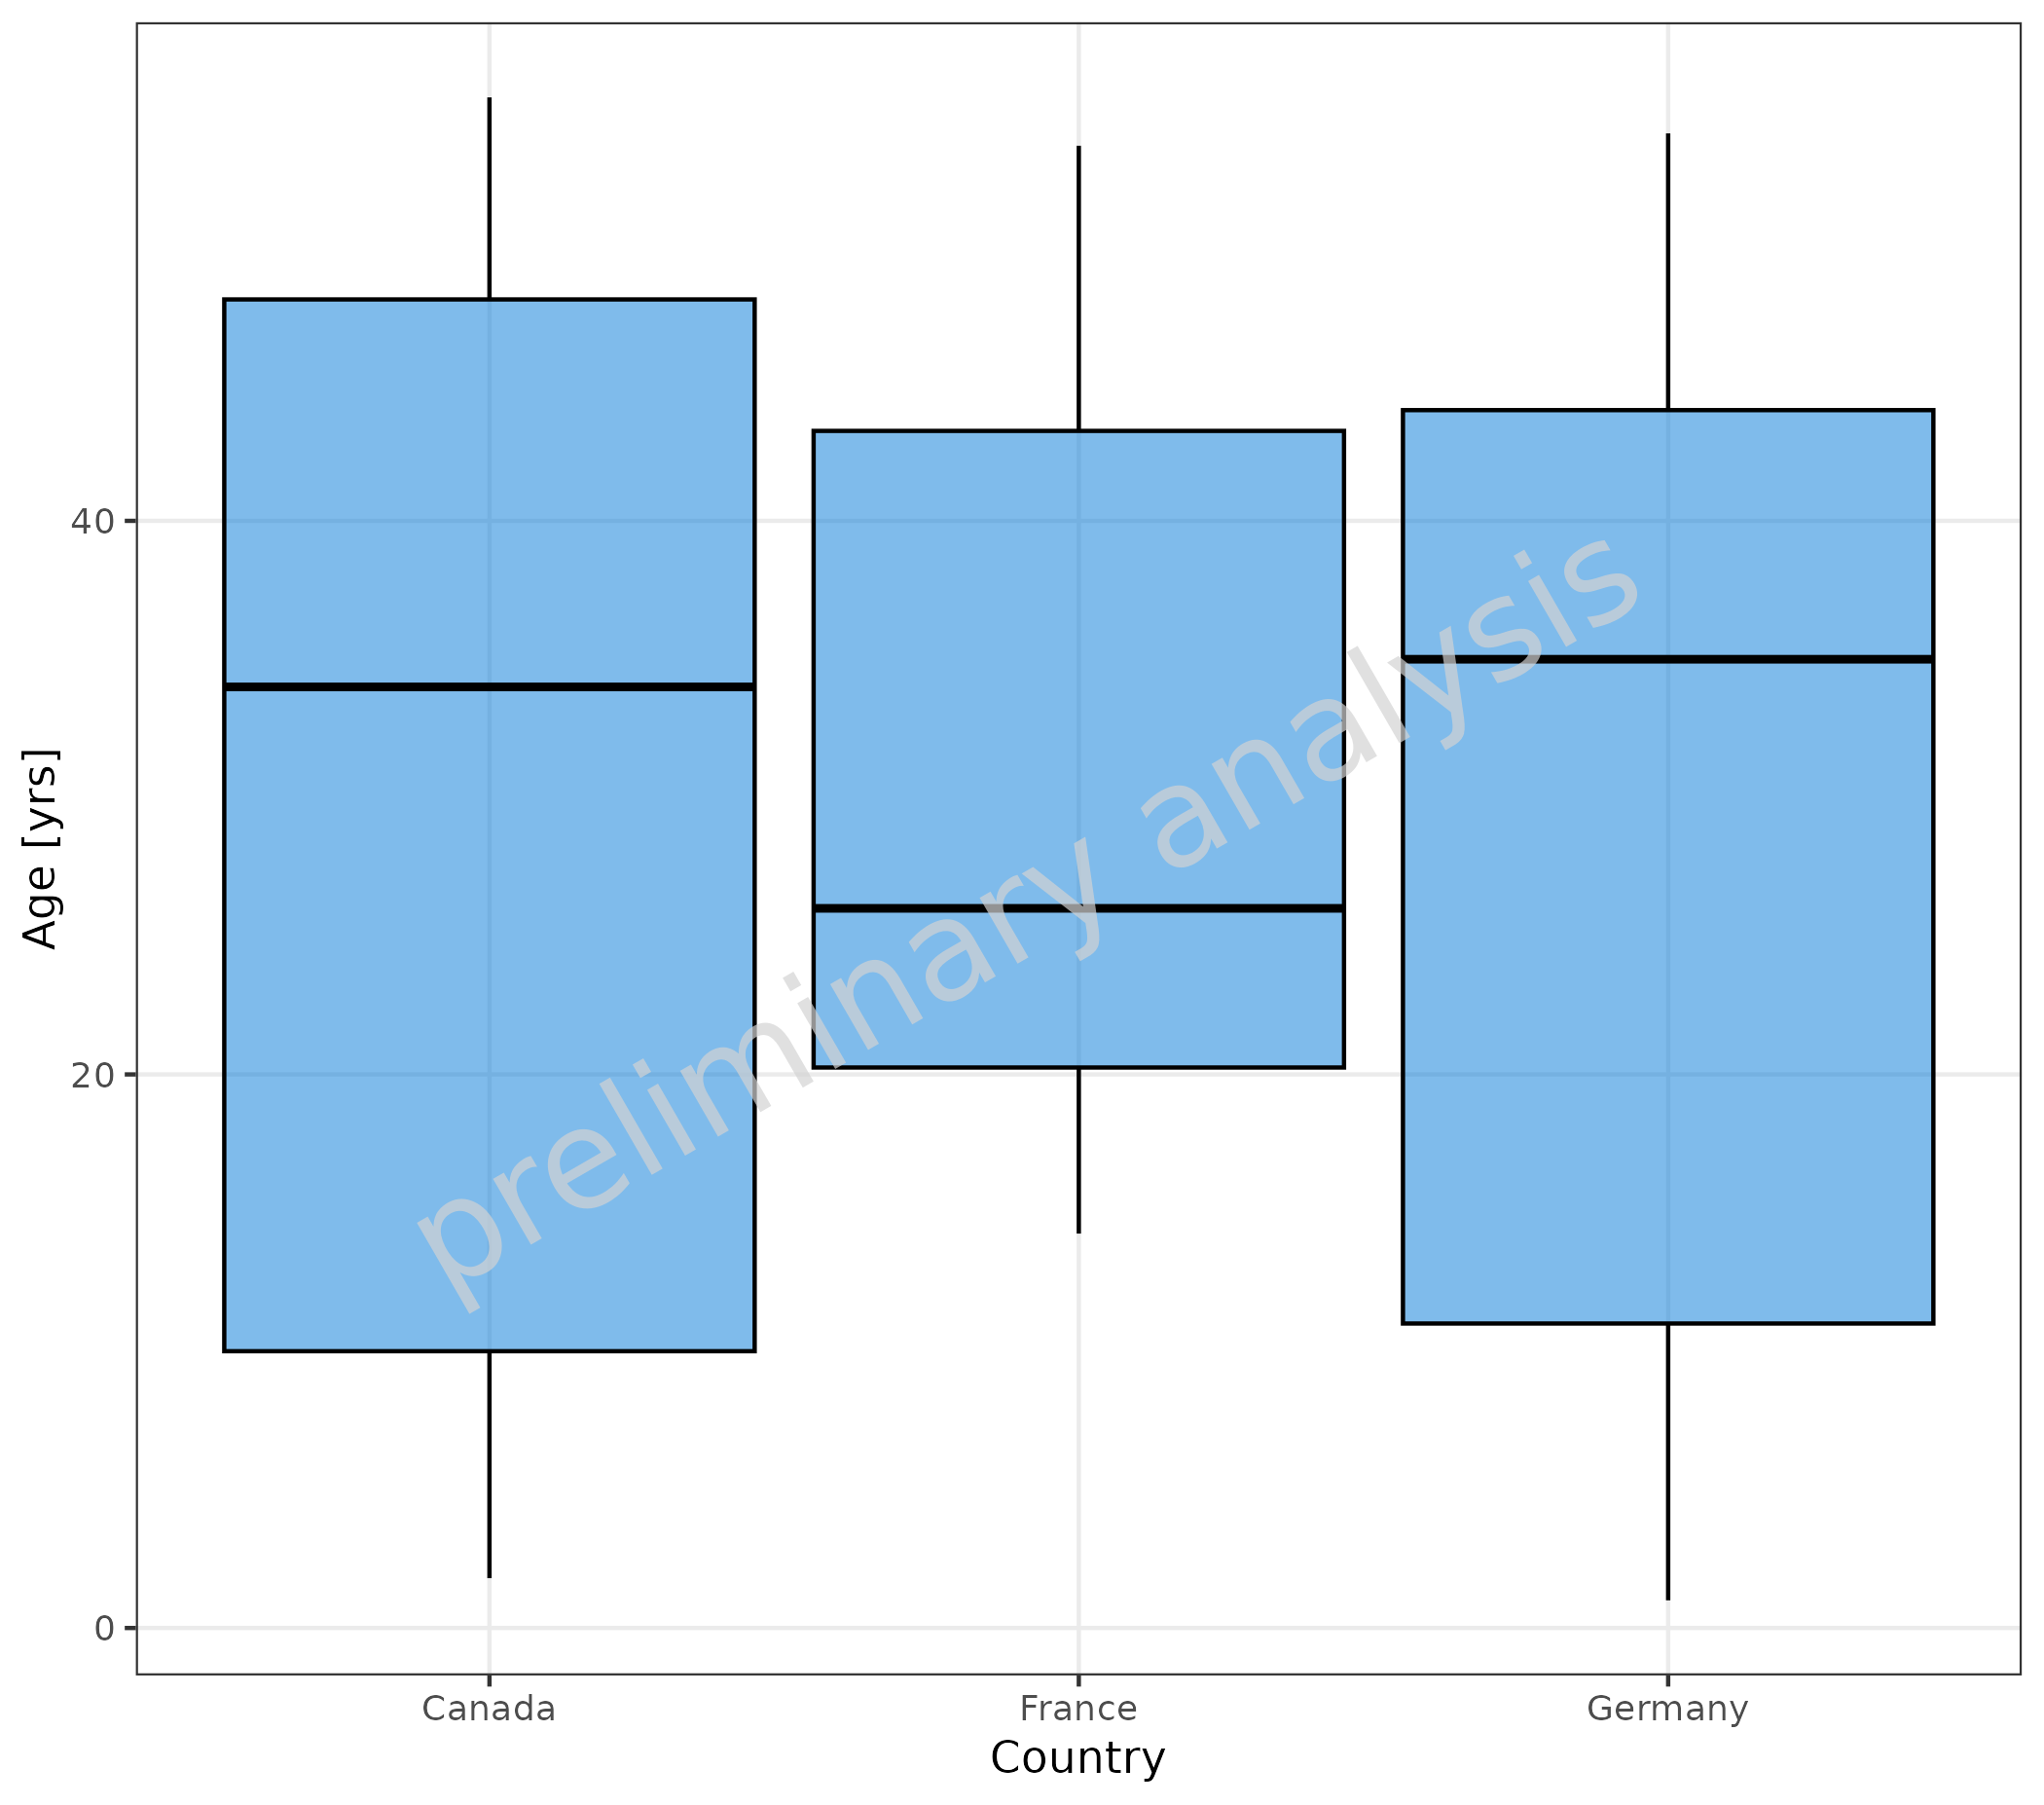 Age [yrs]
40
20
0
preliminary analysis
Canada France Germany
Country